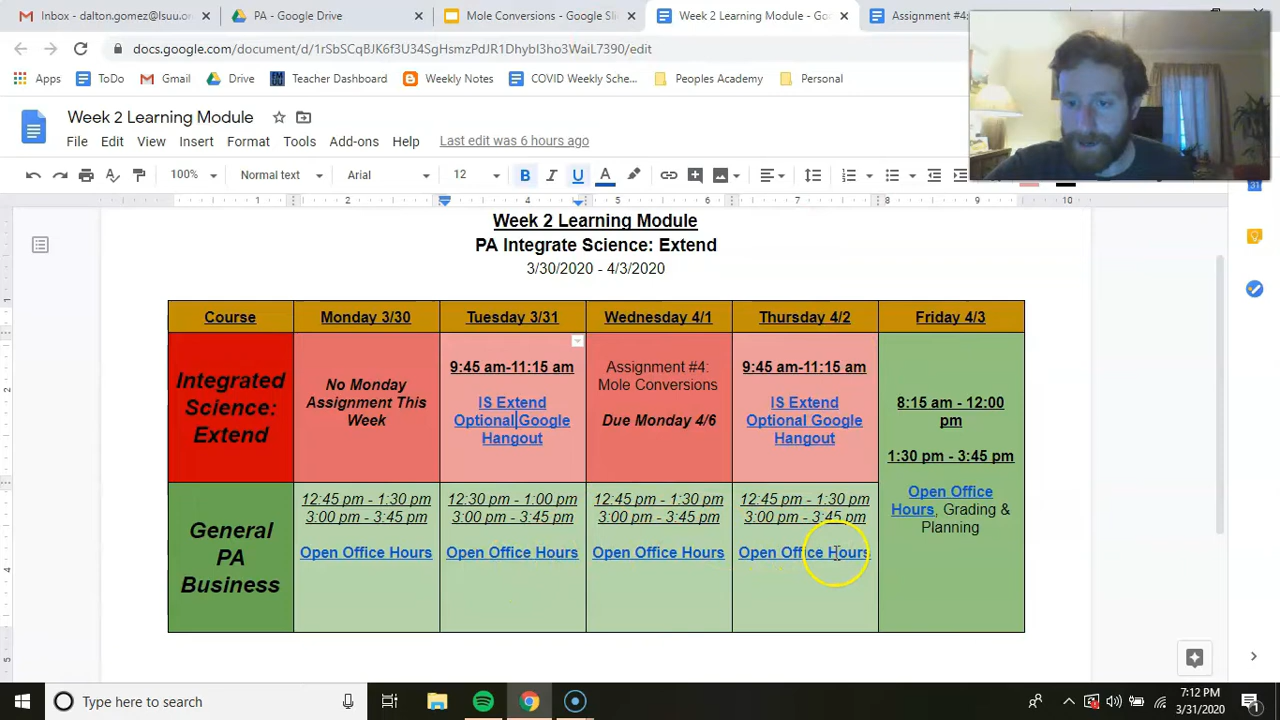 Inbox - dalton.gomez@lsuu.org
PA - Google Drive
Mole Conversions - Google Sli
Week 2 Learning Module - Go
Assignment #4:
docs.google.com/document/d/1rSbSCqBJK6f3U34SgHsmzPdJR1DhybI3ho3WaiL7390/edit
Apps
ToDo
Gmail
Drive
Teacher Dashboard
Weekly Notes
COVID Weekly Sche...
Peoples Academy
Personal
Week 2 Learning Module
File Edit View Insert Format Tools Add-ons Help
Last edit was 6 hours ago
100% Normal text Arial 12
1 2 3 4 5 6 7 8 9 10
Week 2 Learning Module
PA Integrate Science: Extend
3/30/2020 - 4/3/2020
Course
Monday 3/30
Tuesday 3/31
Wednesday 4/1
Thursday 4/2
Friday 4/3
Integrated
Science:
Extend
No Monday
Assignment This
Week
9:45 am-11:15 am
IS Extend
Optional Google
Hangout
Assignment #4:
Mole Conversions
Due Monday 4/6
9:45 am-11:15 am
IS Extend
Optional Google
Hangout
8:15 am - 12:00
pm
1:30 pm - 3:45 pm
Open Office
Hours, Grading &
Planning
General
PA
Business
12:45 pm - 1:30 pm
3:00 pm - 3:45 pm
Open Office Hours
12:30 pm - 1:00 pm
3:00 pm - 3:45 pm
Open Office Hours
12:45 pm - 1:30 pm
3:00 pm - 3:45 pm
Open Office Hours
12:45 pm - 1:30 pm
3:00 pm - 3:45 pm
Open Office Hours
Type here to search
7:12 PM
3/31/2020